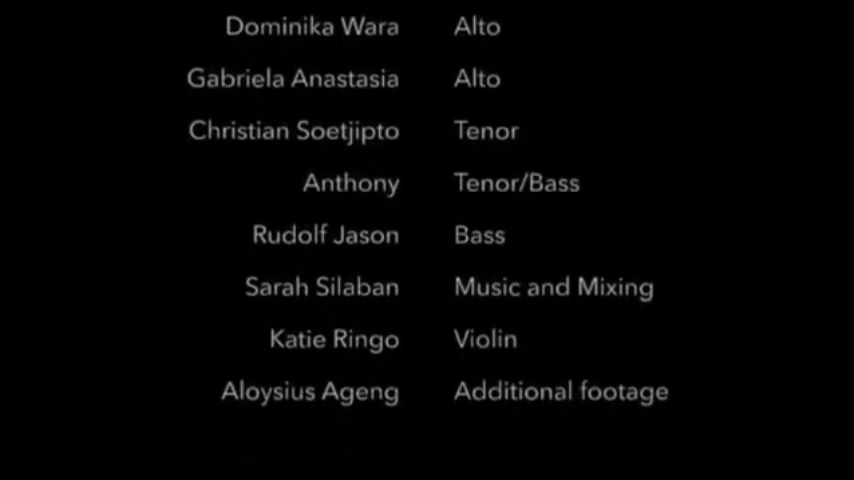 Dominika Wara Alto
Gabriela Anastasia Alto
Christian Soetjipto Tenor
Anthony Tenor/Bass
Rudolf Jason Bass
Sarah Silaban Music and Mixing
Katie Ringo Violin
Aloysius Ageng Additional footage